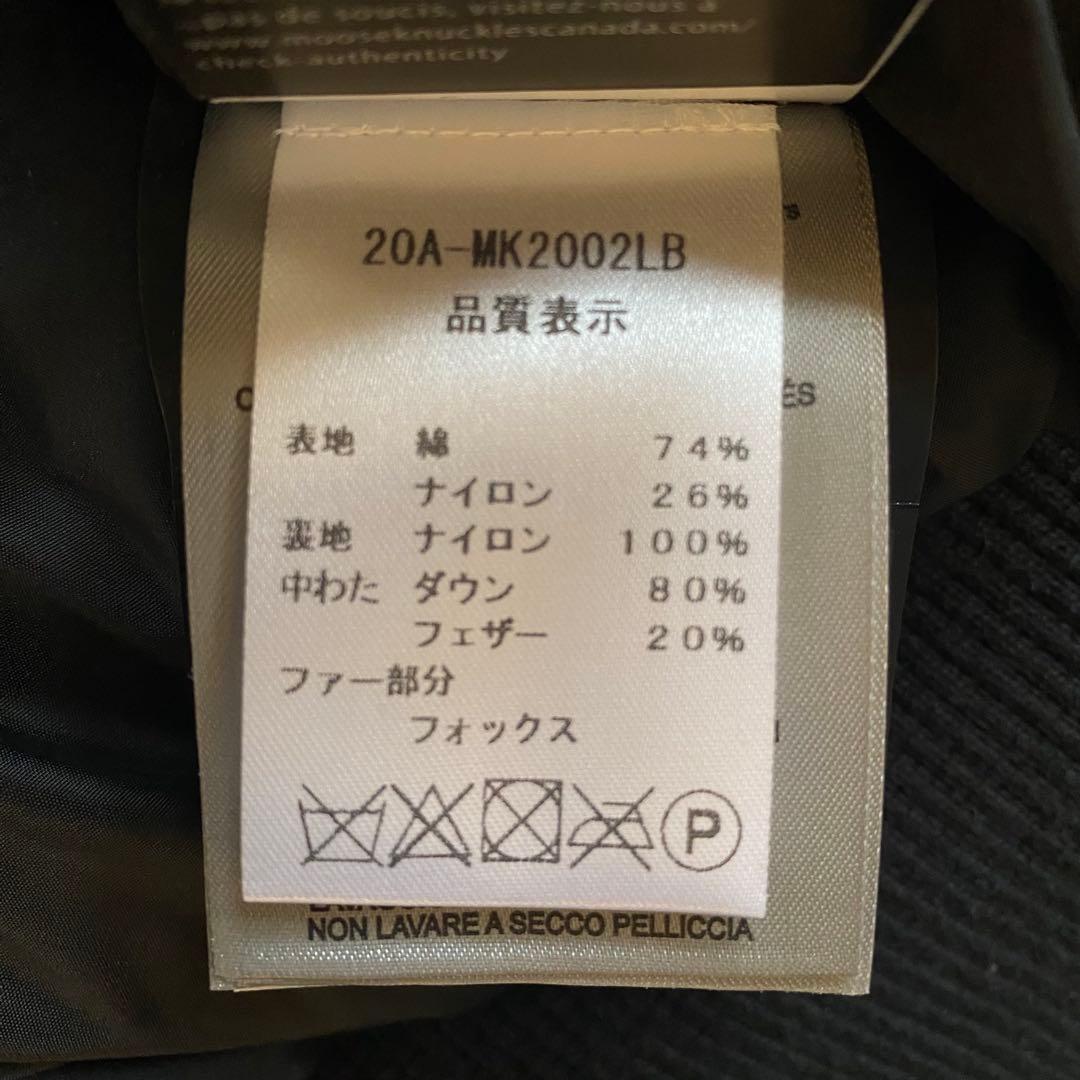 pas de soucis, visitez-nous à
www.mooseknucklescanada.com/
check-authenticity
20A-MK2002LB
品質表示
表地 綿 74%
ナイロン 26%
裏地 ナイロン 100%
中わた ダウン 80%
フェザー 20%
ファー部分
フォックス
P
NON LAVARE A SECCO PELLICCIA